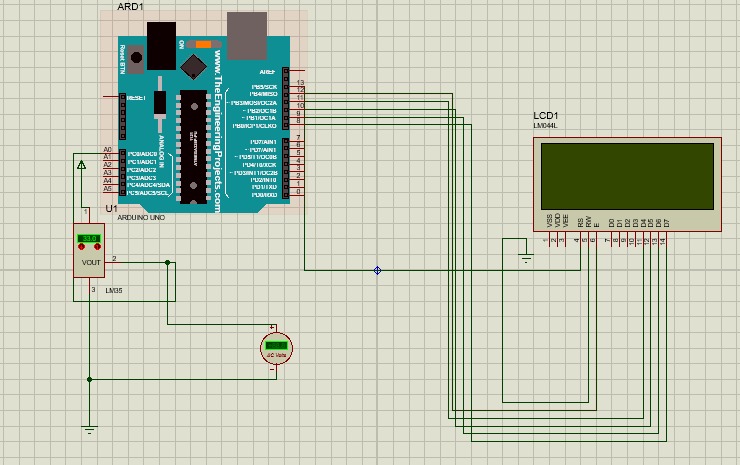 ARD1
ON
Reset BTN
www.TheEngineeringProjects.com
RESET
ANALOG IN
AREF
13
PB5/SCK
12
PB4/MISO
11
~PB3/MOSI/OC2A
10
~PB2/OC1B
9
~PB1/OC1A
8
PB0/ICP1/CLKO
7
PD7/AIN1
6
~PD6/AIN0
5
~PD5/T1/OC0B
4
PD4/T0/XCK
3
~PD3/INT1/OC2B
2
PD2/INT0
1
PD1/TXD
0
PD0/RXD
A0
PC0/ADC0
A1
PC1/ADC1
A2
PC2/ADC2
A3
PC3/ADC3
A4
PC4/ADC4/SDA
A5
PC5/ADC5/SCL
ARDUINO UNO
U1
1
VOUT
2
3
LM35
+
AC Volts
-
LCD1
LM044L
VSS
VDD
VEE
RS
RW
E
D0
D1
D2
D3
D4
D5
D6
D7
1
2
3
4
5
6
7
8
9
10
11
12
13
14